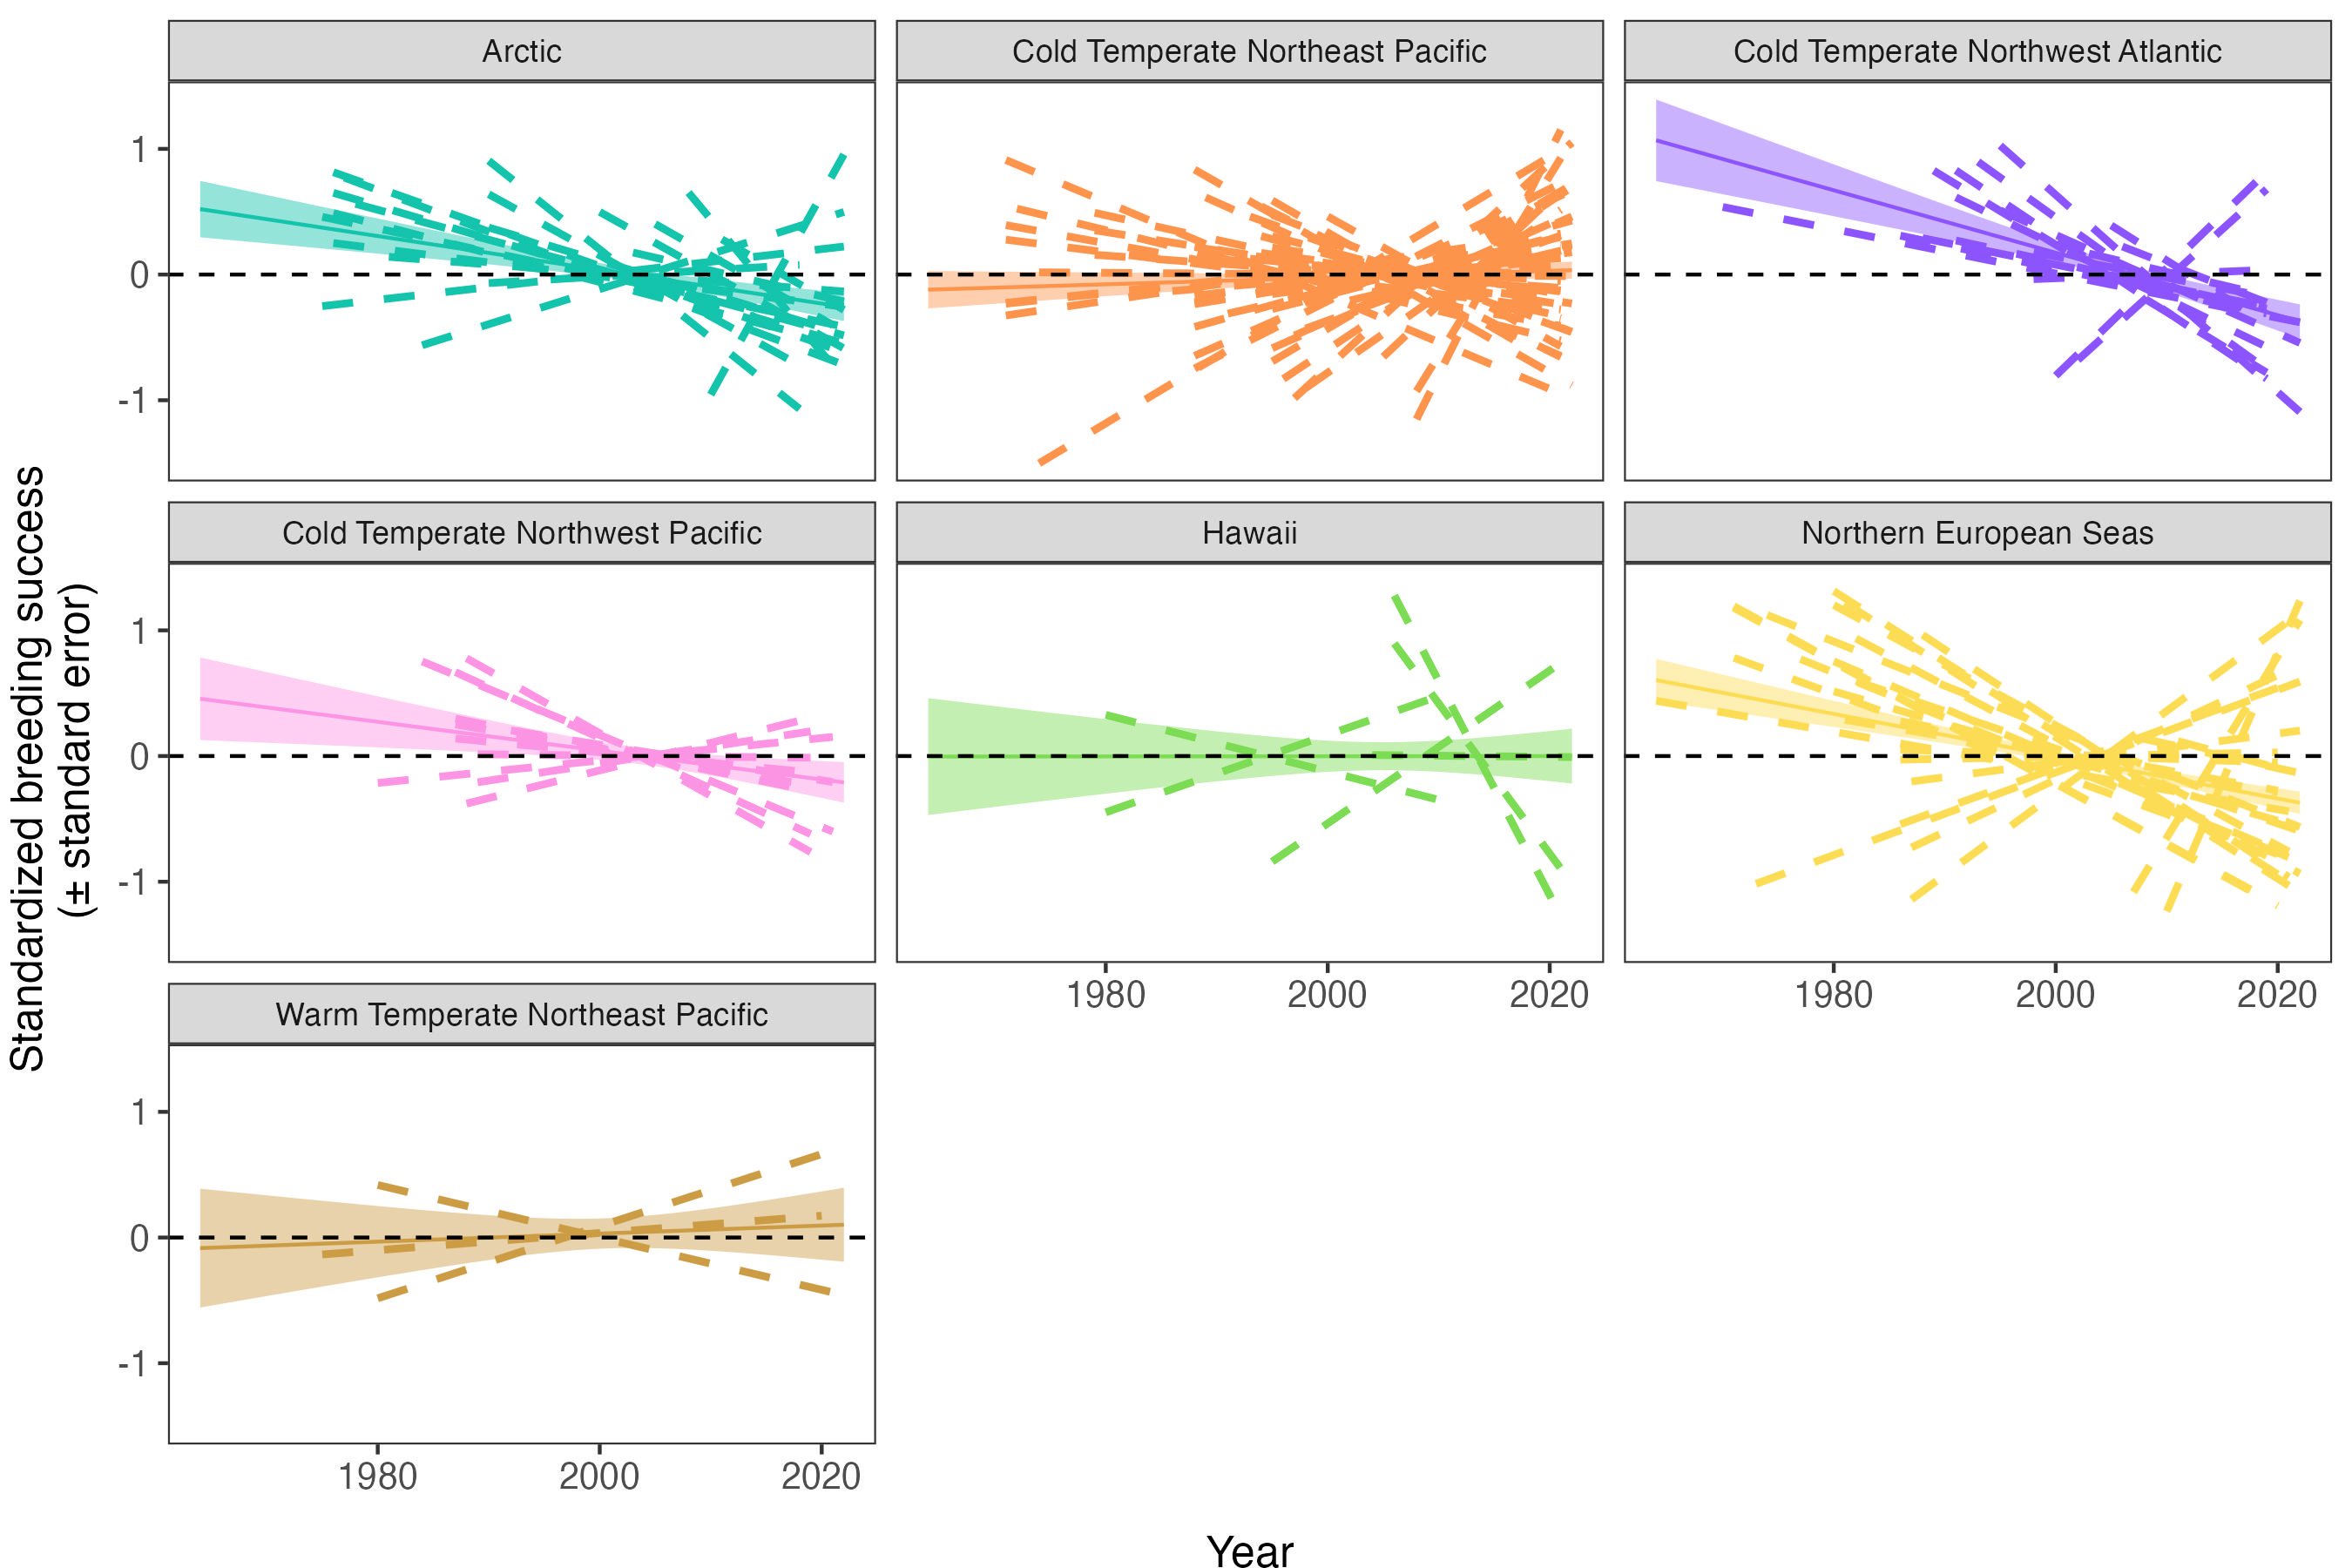 Arctic
Cold Temperate Northeast Pacific
Cold Temperate Northwest Atlantic
1
0
-1
Cold Temperate Northwest Pacific
Hawaii
Northern European Seas
1
0
-1
1980
2000
2020
1980
2000
2020
Warm Temperate Northeast Pacific
1
0
-1
1980
2000
2020
Standardized breeding success
(± standard error)
Year